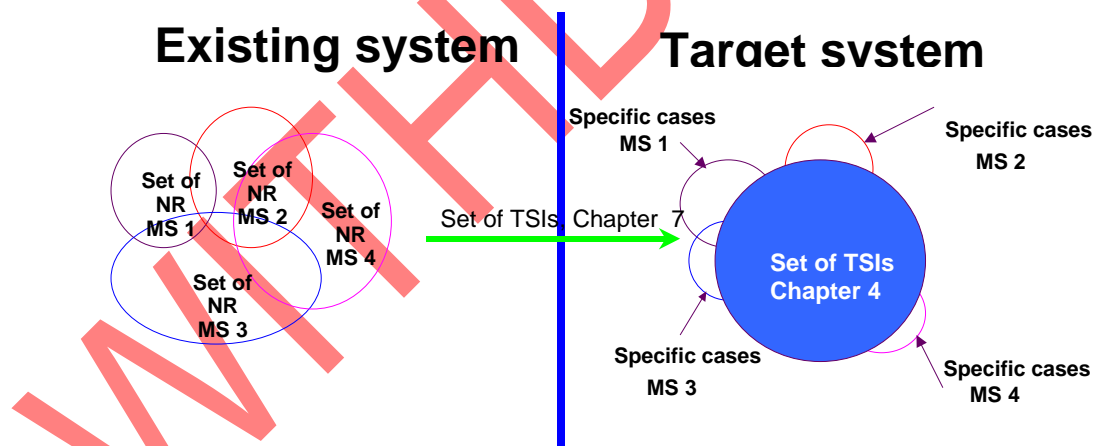 Existing system
Set of
NR
MS 1
Set of
NR
MS 2
Set of
NR
MS 4
Set of
NR
MS 3
Set of TSIs, Chapter 7
Target system
Specific cases
MS 1
Specific cases
MS 2
Set of TSIs
Chapter 4
Specific cases
MS 3
Specific cases
MS 4
WITHD